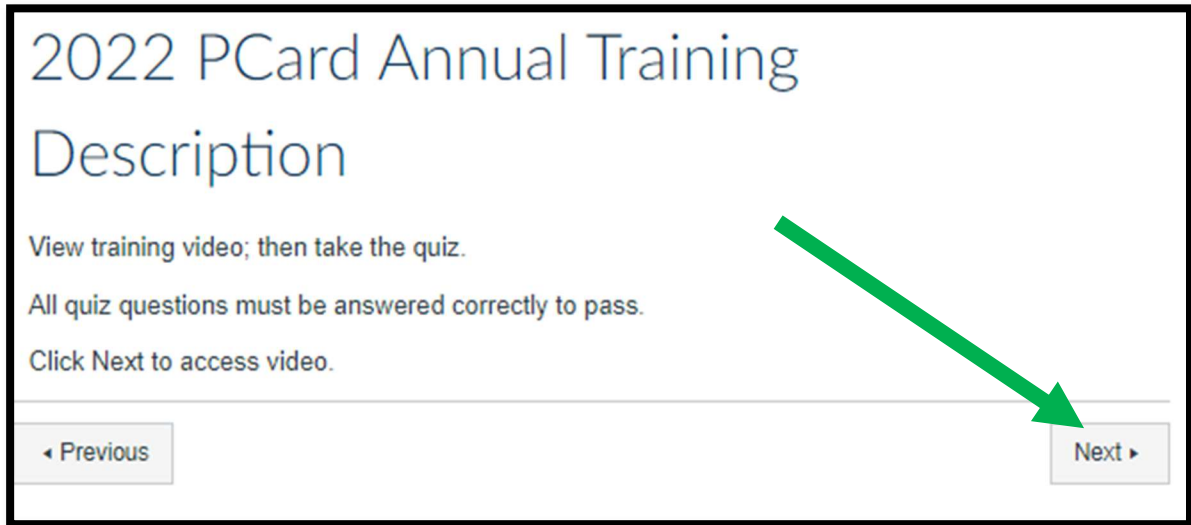 2022 PCard Annual Training
Description
View training video; then take the quiz.
All quiz questions must be answered correctly to pass.
Click Next to access video.
◂ Previous
Next ▸